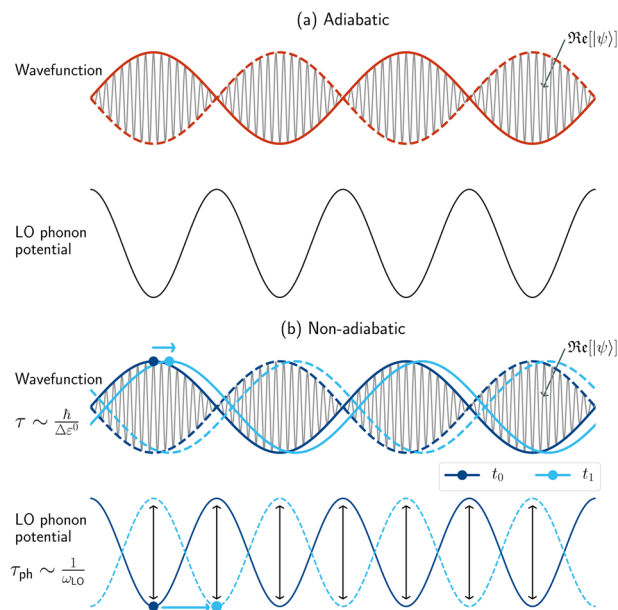 (a) Adiabatic
ℜ𝔢[|ψ⟩]
Wavefunction
LO phonon
potential
(b) Non-adiabatic
ℜ𝔢[|ψ⟩]
Wavefunction
τ ∼ ℏ/Δε⁰
t₀ t₁
LO phonon
potential
τ_ph ∼ 1/ω_LO